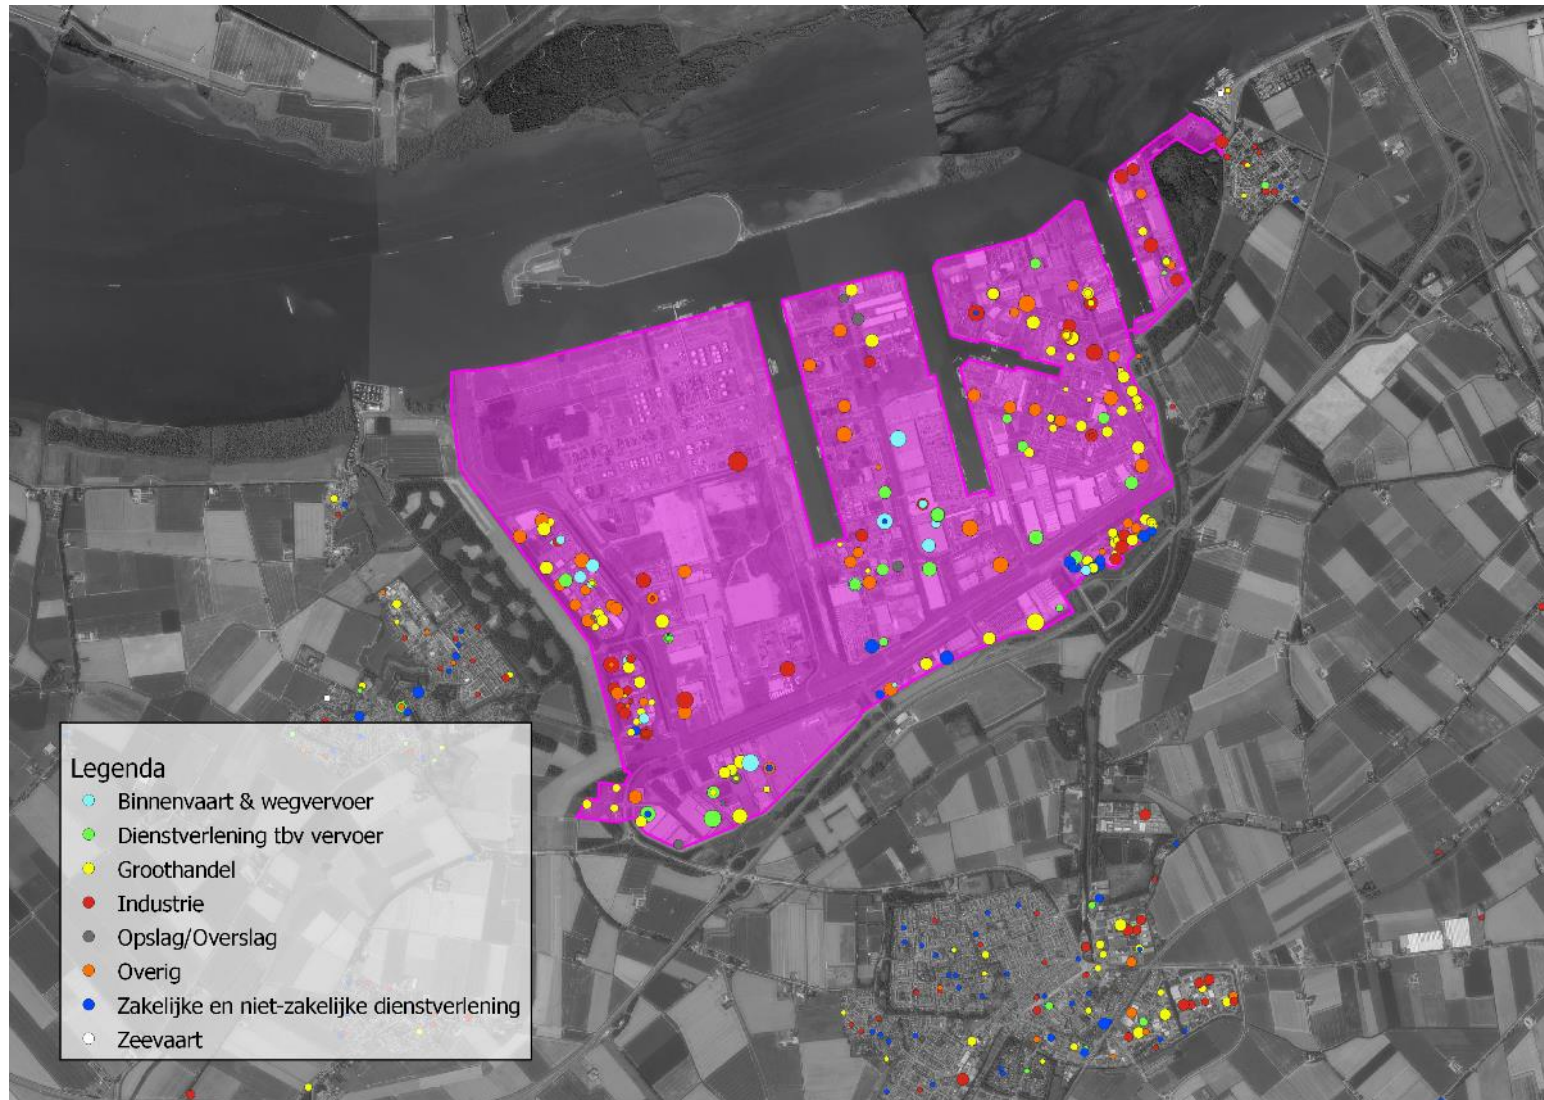 Legenda
Binnenvaart & wegvervoer
Dienstverlening tbv vervoer
Groothandel
Industrie
Opslag/Overslag
Overig
Zakelijke en niet-zakelijke dienstverlening
Zeevaart